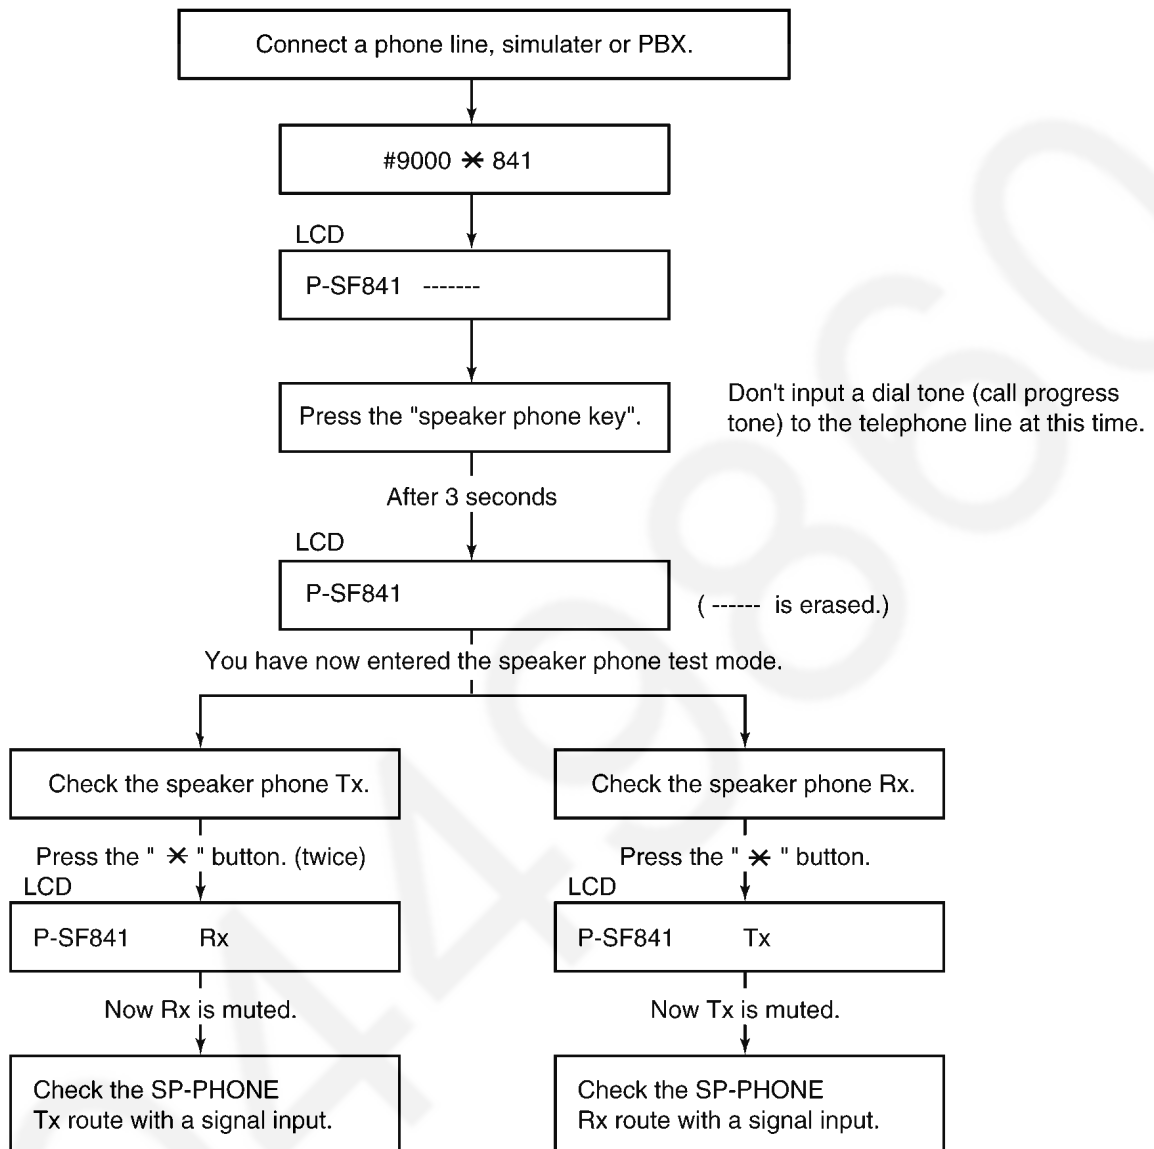 Connect a phone line, simulater or PBX.
#9000 * 841
LCD
P-SF841 -------
Press the "speaker phone key".
Don't input a dial tone (call progress
tone) to the telephone line at this time.
After 3 seconds
LCD
P-SF841
( ------ is erased.)
You have now entered the speaker phone test mode.
Check the speaker phone Tx.
Press the " * " button. (twice)
LCD
P-SF841 Rx
Now Rx is muted.
Check the SP-PHONE
Tx route with a signal input.
Check the speaker phone Rx.
Press the " * " button.
LCD
P-SF841 Tx
Now Tx is muted.
Check the SP-PHONE
Rx route with a signal input.